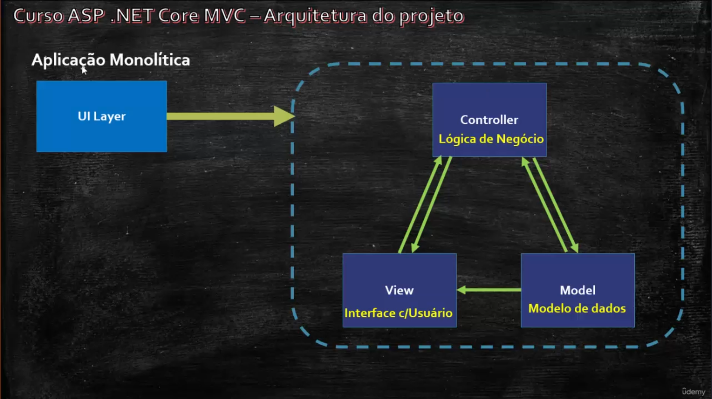 Curso ASP .NET Core MVC – Arquitetura do projeto
Aplicação Monolítica
UI Layer
Controller
Lógica de Negócio
View
Interface c/Usuário
Model
Modelo de dados
ûdemy